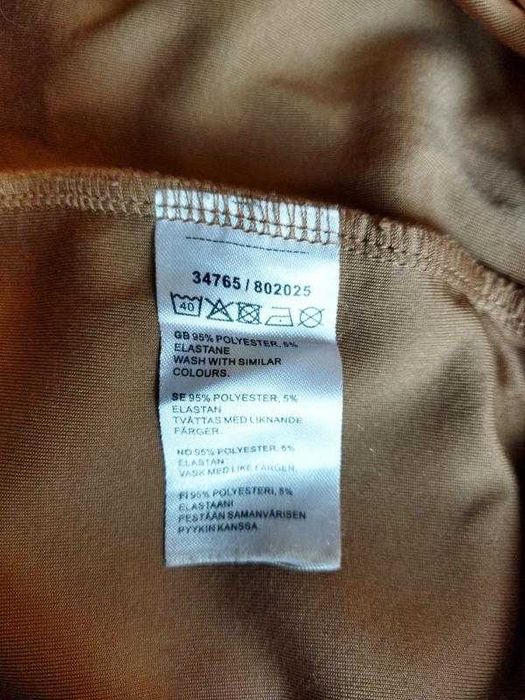 34765 / 802025
40
GB 95% POLYESTER, 5%
ELASTANE
WASH WITH SIMILAR
COLOURS.
SE 95% POLYESTER, 5%
ELASTAN
TVÄTTAS MED LIKNANDE
FÄRGER.
NO 95% POLYESTER, 5%
ELASTAN
VASK MED LIKE FARGER.
FI 95% POLYESTERI, 5%
ELASTAANI
PESTÄÄN SAMANVÄRISEN
PYYKIN KANSSA